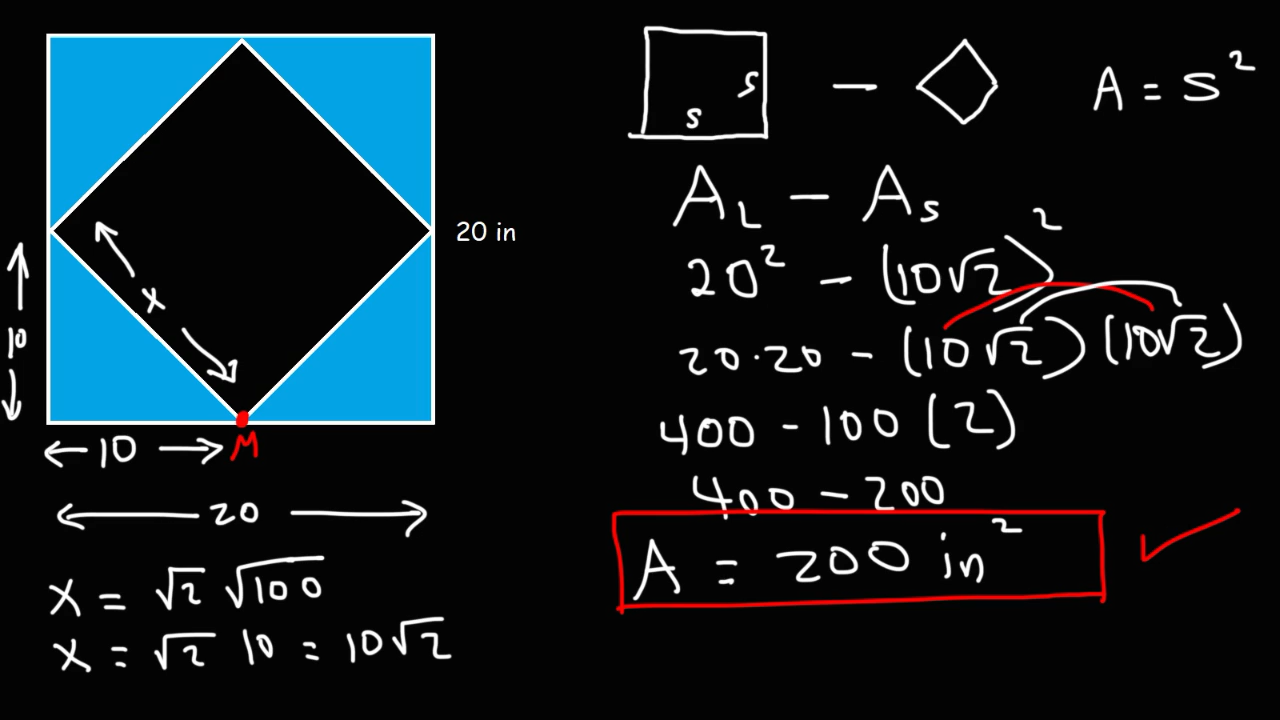 s
s
A = s²
A_L − A_s
20 in
20² − (10√2)²
x
10
20·20 − (10√2)(10√2)
400 − 100(2)
10
M
400 − 200
20
A = 200 in²
x = √2 √100
x = √2 10 = 10√2